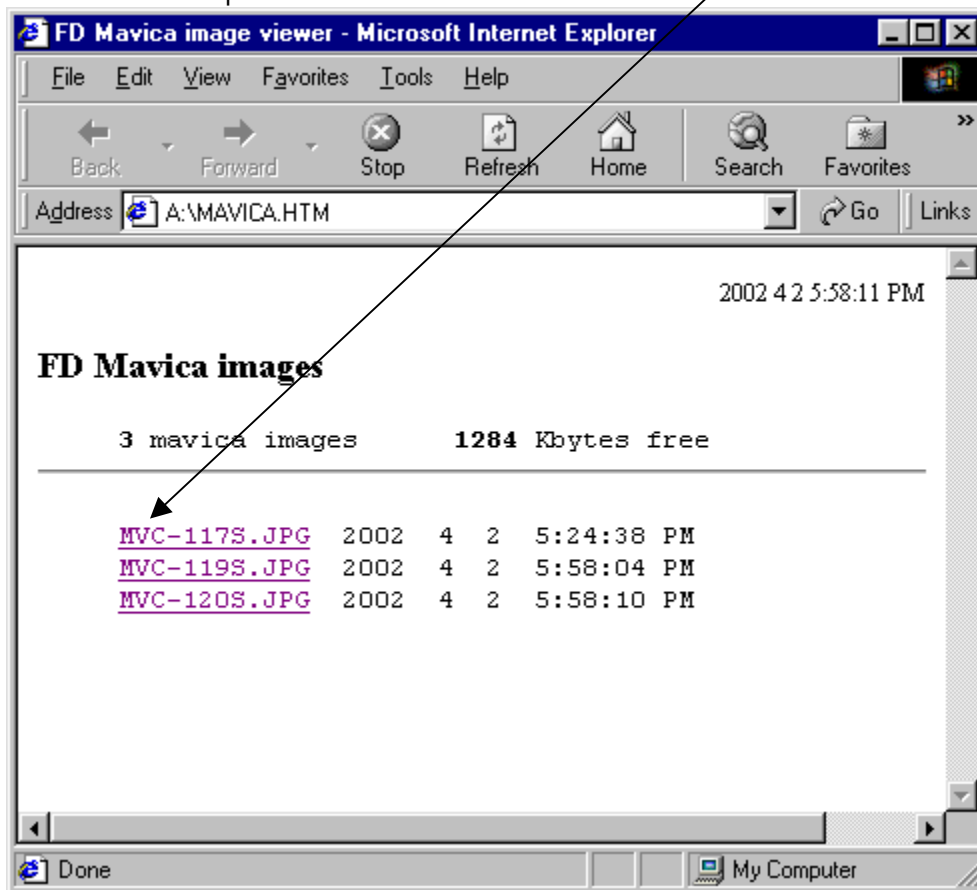 FD Mavica image viewer - Microsoft Internet Explorer
File Edit View Favorites Tools Help
Back Forward Stop Refresh Home Search Favorites »
Address A:\MAVICA.HTM Go Links
2002 4 2 5:58:11 PM
FD Mavica images
3 mavica images 1284 Kbytes free
MVC-117S.JPG 2002 4 2 5:24:38 PM
MVC-119S.JPG 2002 4 2 5:58:04 PM
MVC-120S.JPG 2002 4 2 5:58:10 PM
Done My Computer